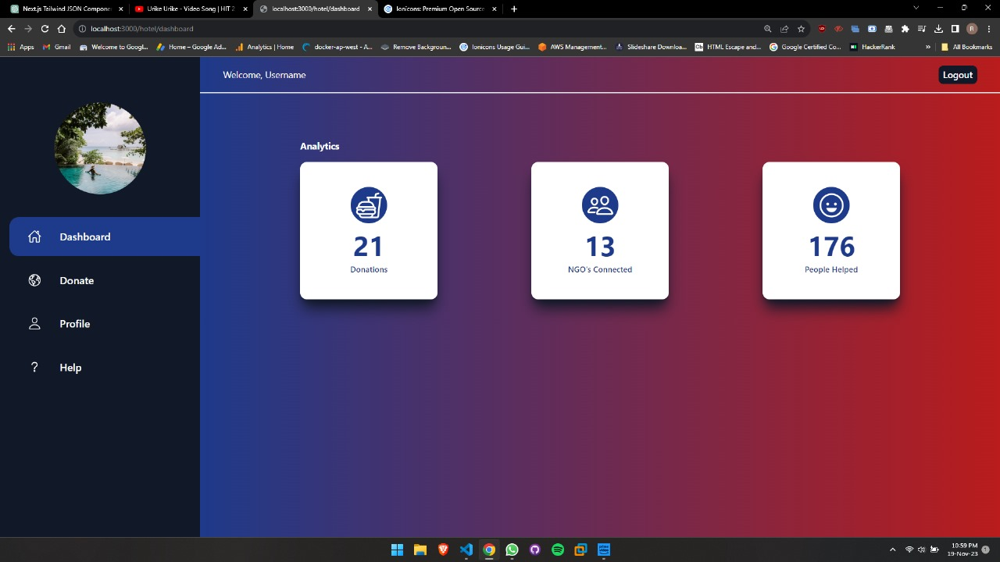 Next.js Tailwind JSON Compone
Urike Urike - Video Song | HIT 2
localhost:3000/hotel/dashboard
Ionicons: Premium Open Source
localhost:3000/hotel/dashboard
R
Apps
Gmail
Welcome to Googl...
Home – Google Ad...
Analytics | Home
docker-ap-west - A...
Remove Backgroun...
Ionicons Usage Gui...
AWS Management...
Slideshare Downloa...
Cb
HTML Escape and...
Google Certified Co...
HackerRank
»
All Bookmarks
Welcome, Username
Logout
Dashboard
Donate
Profile
? Help
Analytics
21
Donations
13
NGO's Connected
176
People Helped
10:59 PM
19-Nov-23
1